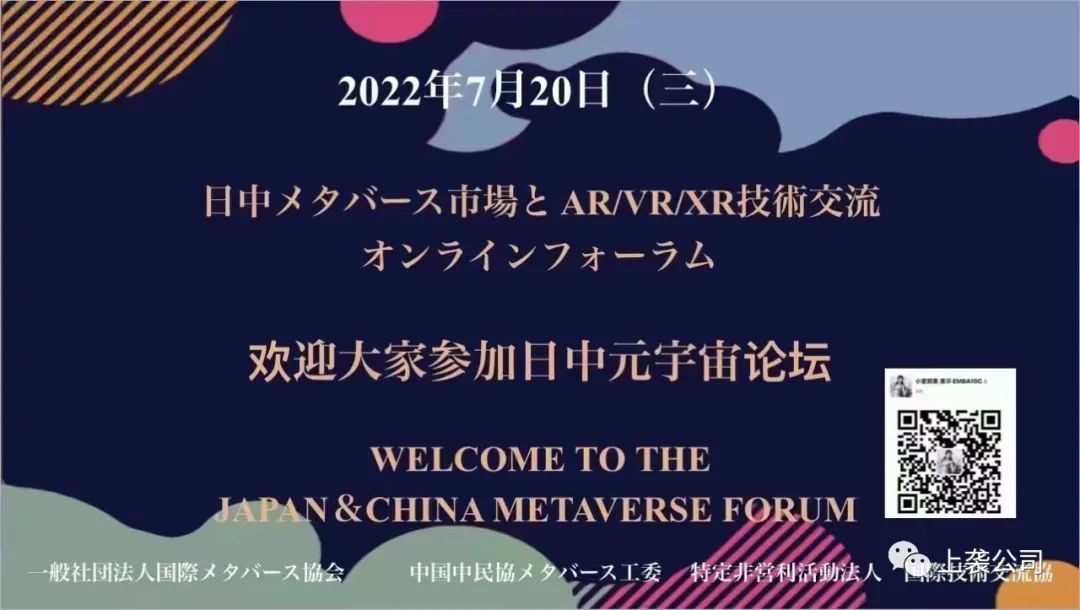 2022年7月20日（三）
日中メタバース市場と AR/VR/XR技術交流
オンラインフォーラム
欢迎大家参加日中元宇宙论坛
WELCOME TO THE
JAPAN＆CHINA METAVERSE FORUM
一般社団法人国際メタバース協会 中国中民協メタバース工委 特定非営利活動法人 国際技術交流協
上袭公司